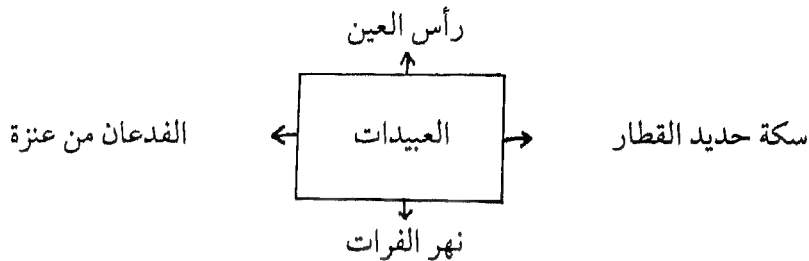 رأس العين
سكة حديد القطار
العبيدات
الفدعان من عنزة
نهر الفرات